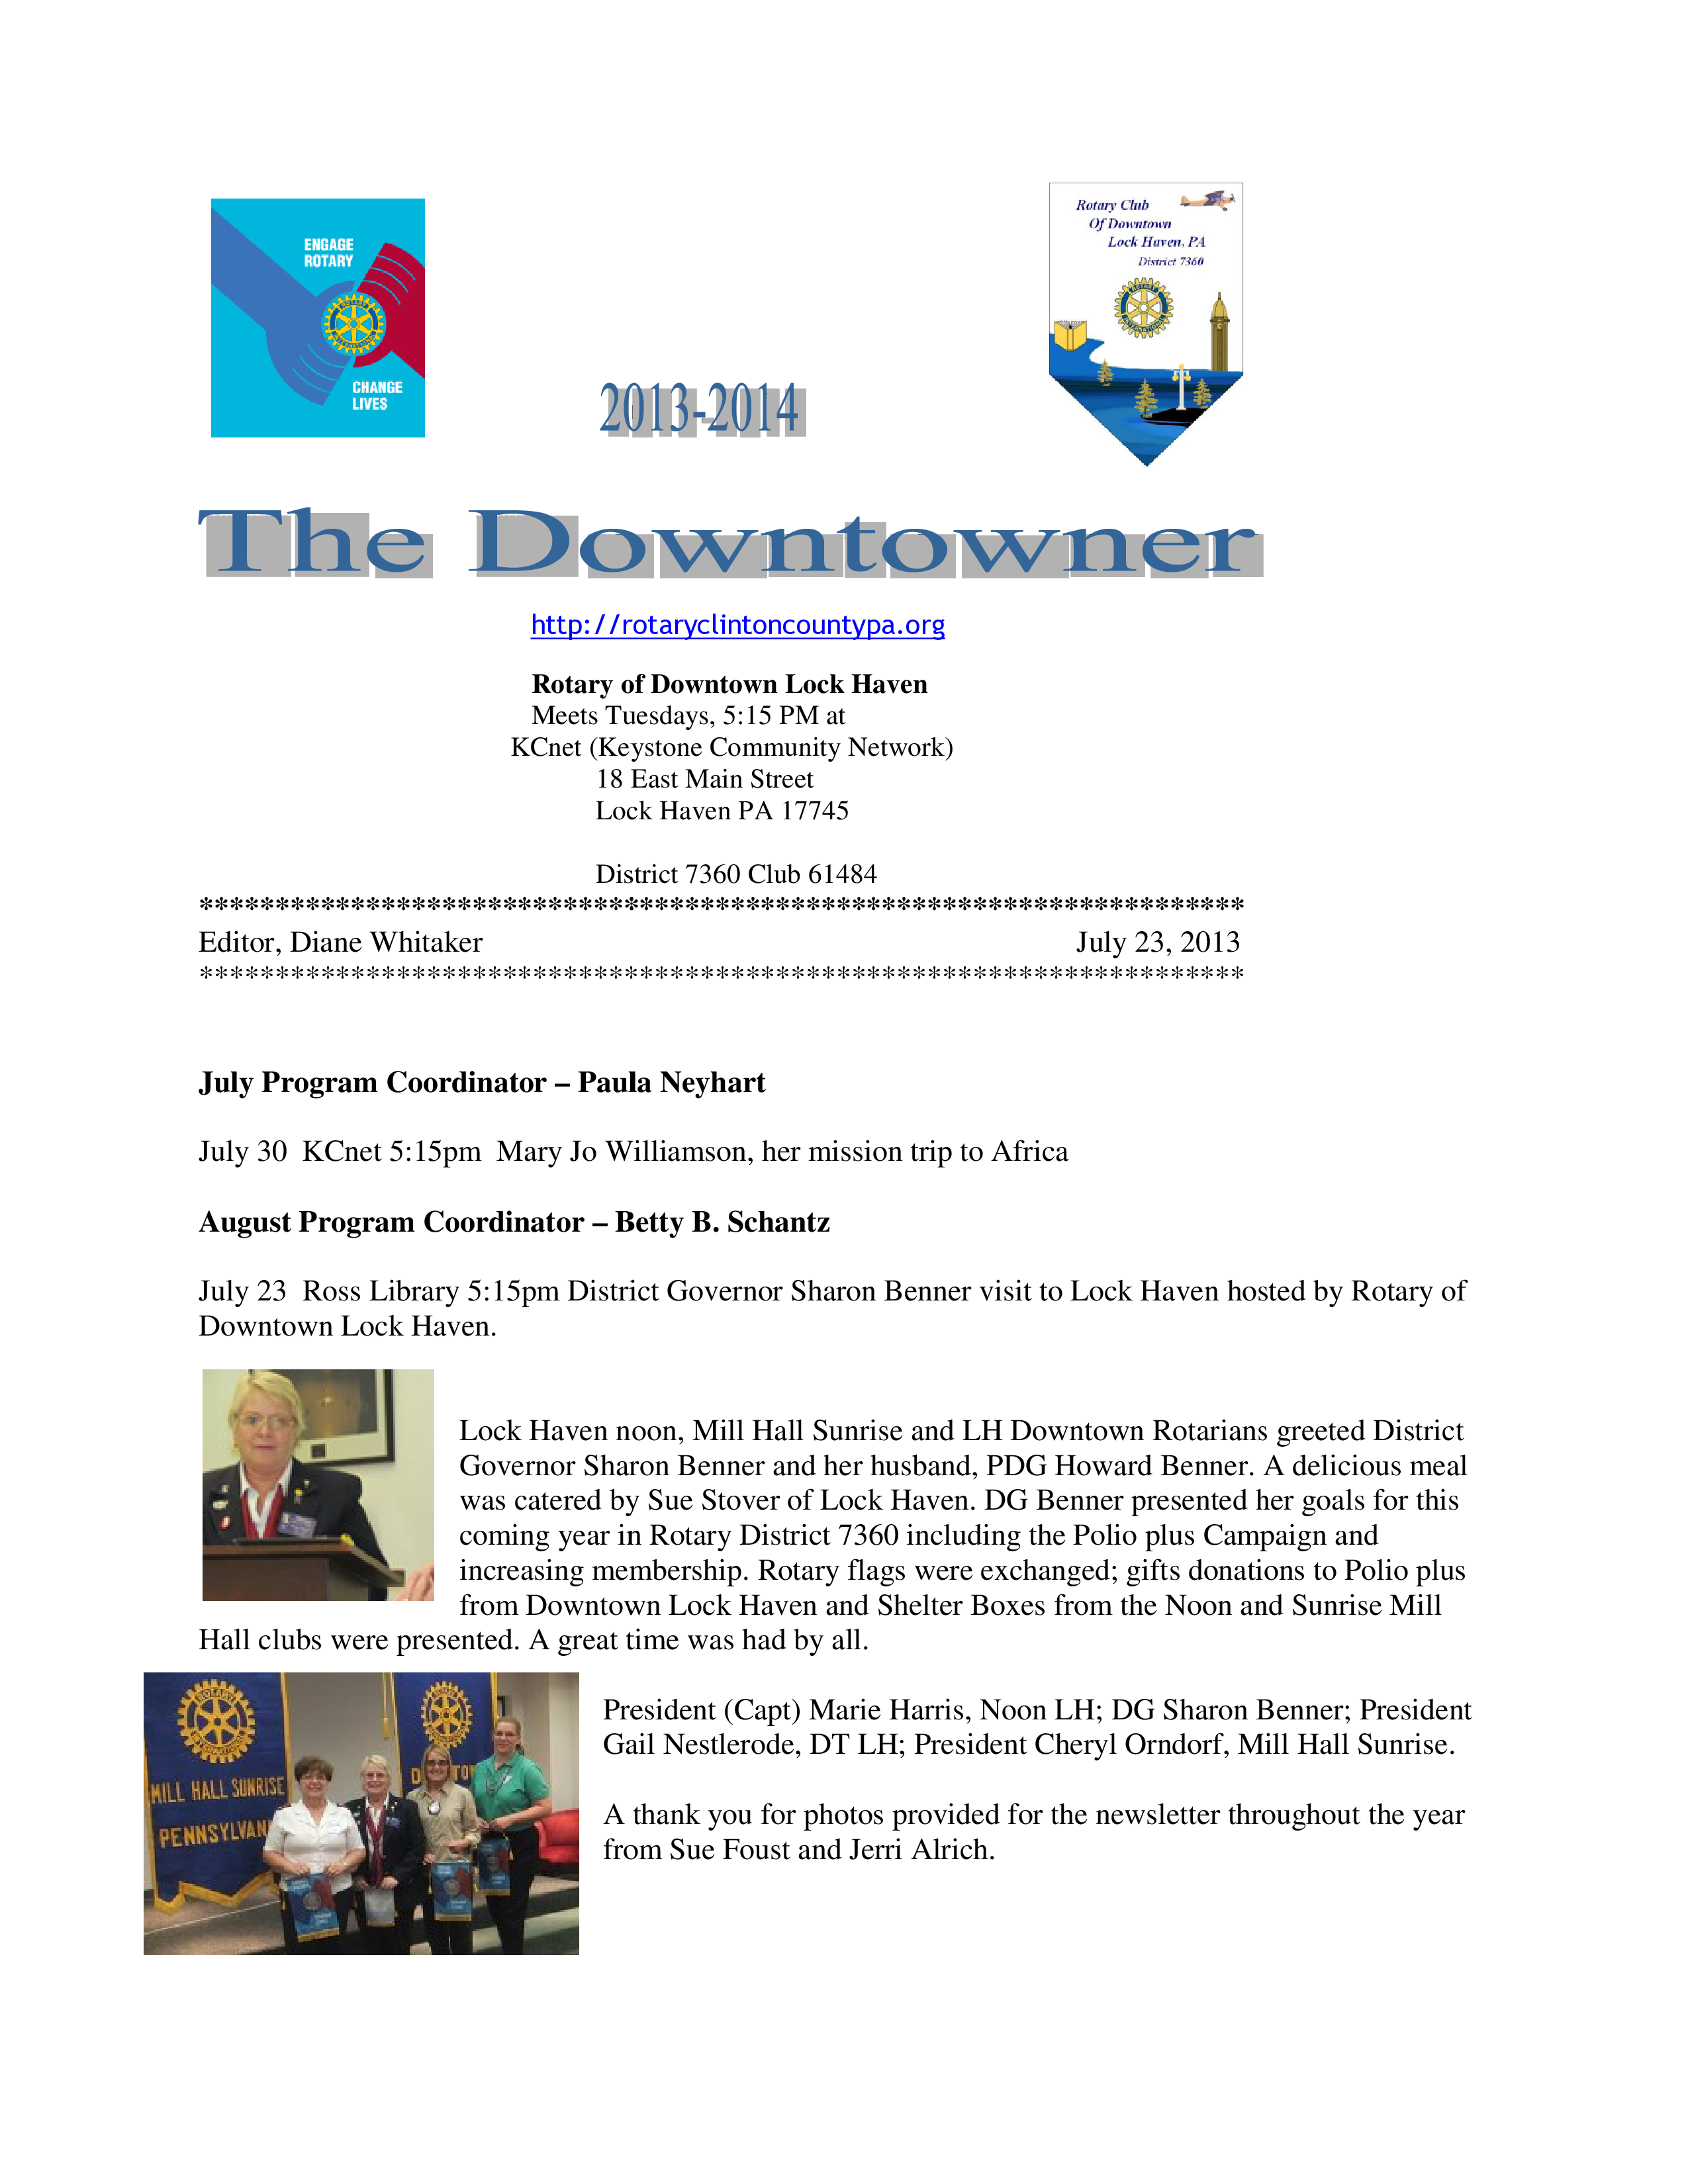 ENGAGE
ROTARY
CHANGE
LIVES
Rotary Club
Of Downtown
Lock Haven, PA
District 7360
ROTARY
INTERNATIONAL
2013-2014
The Downtowner
http://rotaryclintoncountypa.org
Rotary of Downtown Lock Haven
Meets Tuesdays, 5:15 PM at
KCnet (Keystone Community Network)
18 East Main Street
Lock Haven PA 17745
District 7360 Club 61484
*********************************************************************
Editor, Diane Whitaker July 23, 2013
*********************************************************************
July Program Coordinator – Paula Neyhart
July 30  KCnet 5:15pm  Mary Jo Williamson, her mission trip to Africa
August Program Coordinator – Betty B. Schantz
July 23  Ross Library 5:15pm District Governor Sharon Benner visit to Lock Haven hosted by Rotary of
Downtown Lock Haven.
Lock Haven noon, Mill Hall Sunrise and LH Downtown Rotarians greeted District
Governor Sharon Benner and her husband, PDG Howard Benner. A delicious meal
was catered by Sue Stover of Lock Haven. DG Benner presented her goals for this
coming year in Rotary District 7360 including the Polio plus Campaign and
increasing membership. Rotary flags were exchanged; gifts donations to Polio plus
from Downtown Lock Haven and Shelter Boxes from the Noon and Sunrise Mill
Hall clubs were presented. A great time was had by all.
President (Capt) Marie Harris, Noon LH; DG Sharon Benner; President
Gail Nestlerode, DT LH; President Cheryl Orndorf, Mill Hall Sunrise.
A thank you for photos provided for the newsletter throughout the year
from Sue Foust and Jerri Alrich.
ROTARY
INTERNATIONAL
MILL HALL SUNRISE
PENNSYLVAN